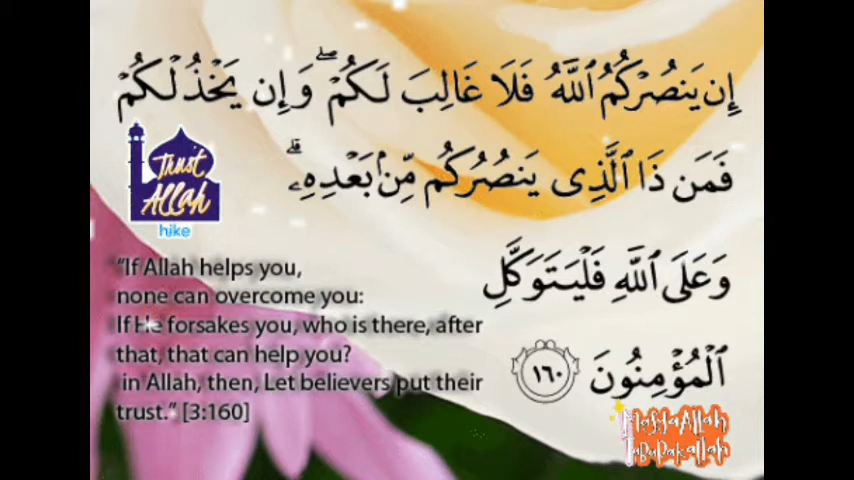 إِن يَنصُرْكُمُ ٱللَّهُ فَلَا غَالِبَ لَكُمْ ۖ وَإِن يَخْذُلْكُمْ
فَمَن ذَا ٱلَّذِى يَنصُرُكُم مِّنۢ بَعْدِهِۦ ۗ
وَعَلَى ٱللَّهِ فَلْيَتَوَكَّلِ
ٱلْمُؤْمِنُونَ ١٦٠
Trust
Allah
hike
“If Allah helps you,
none can overcome you:
If He forsakes you, who is there, after
that, that can help you?
in Allah, then, Let believers put their
trust.” [3:160]
MasyaAllah
tabarakallah